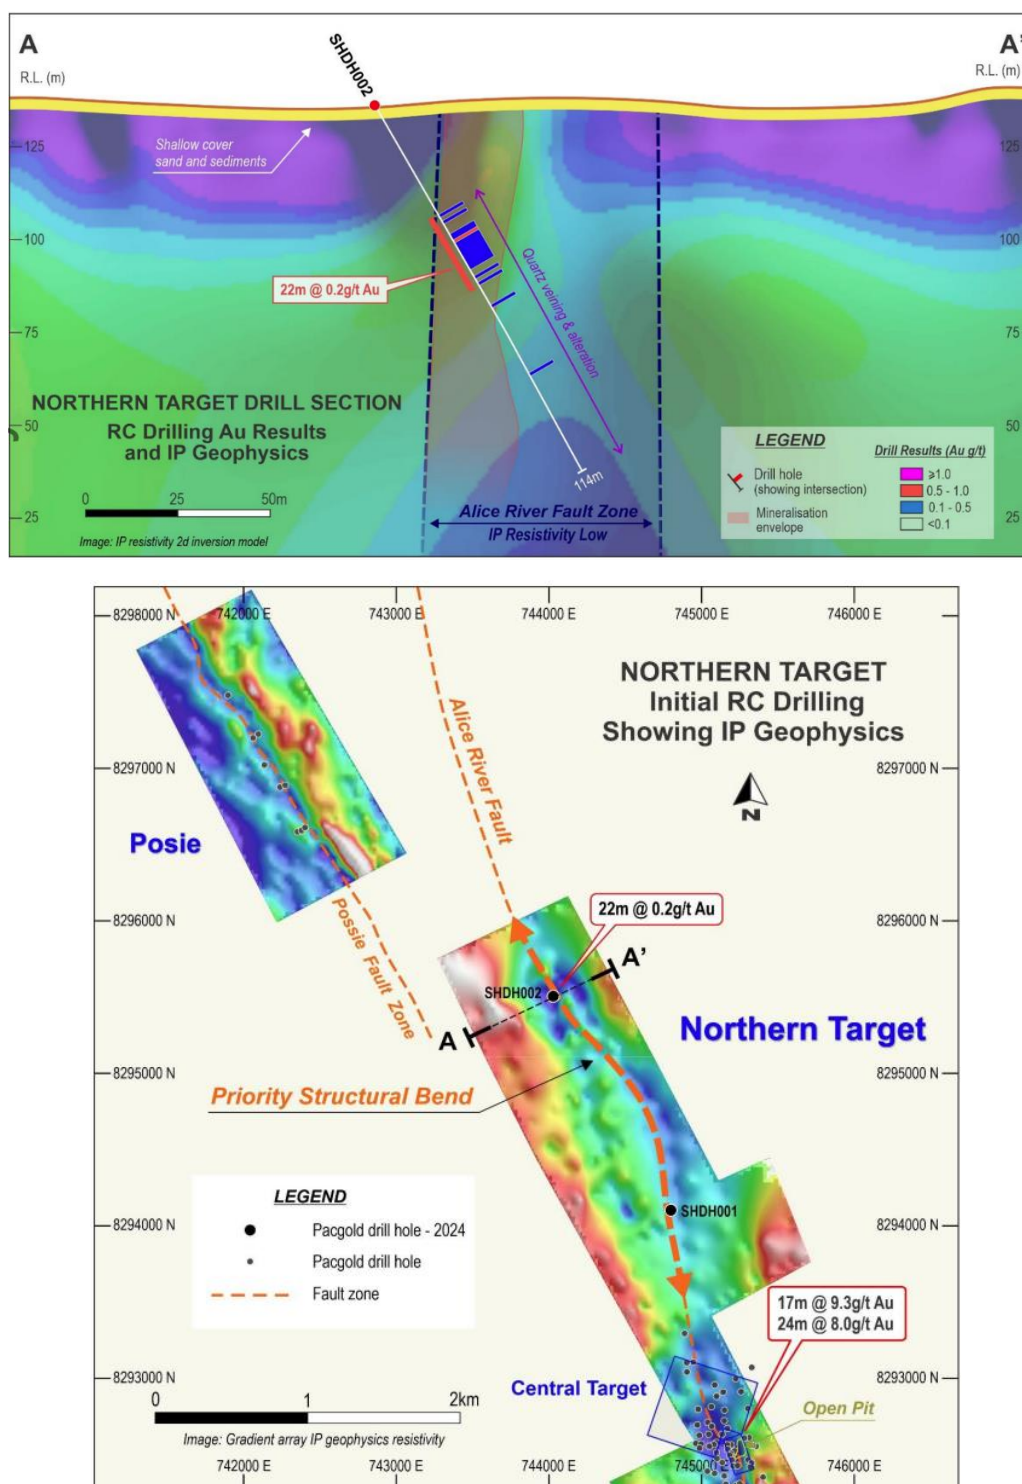 A
A'
R.L. (m)
R.L. (m)
SHDH002
Shallow cover
sand and sediments
125
125
100
100
22m @ 0.2g/t Au
Quartz veining & alteration
75
75
NORTHERN TARGET DRILL SECTION
RC Drilling Au Results
and IP Geophysics
50
50
0 25 50m
114m
25
25
Image: IP resistivity 2d inversion model
Alice River Fault Zone
IP Resistivity Low
LEGEND
Drill hole
(showing intersection)
Mineralisation
envelope
Drill Results (Au g/t)
⩾1.0
0.5 - 1.0
0.1 - 0.5
<0.1
8298000 N
742000 E
743000 E
744000 E
745000 E
746000 E
8298000 N
NORTHERN TARGET
Initial RC Drilling
Showing IP Geophysics
Alice River Fault
8297000 N
8297000 N
N
Posie
Possie Fault Zone
8296000 N
8296000 N
22m @ 0.2g/t Au
A'
SHDH002
A
Northern Target
8295000 N
8295000 N
Priority Structural Bend
LEGEND
Pacgold drill hole - 2024
Pacgold drill hole
Fault zone
8294000 N
8294000 N
SHDH001
17m @ 9.3g/t Au
24m @ 8.0g/t Au
8293000 N
8293000 N
Central Target
Open Pit
0 1 2km
Image: Gradient array IP geophysics resistivity
742000 E
743000 E
744000 E
745000 E
746000 E